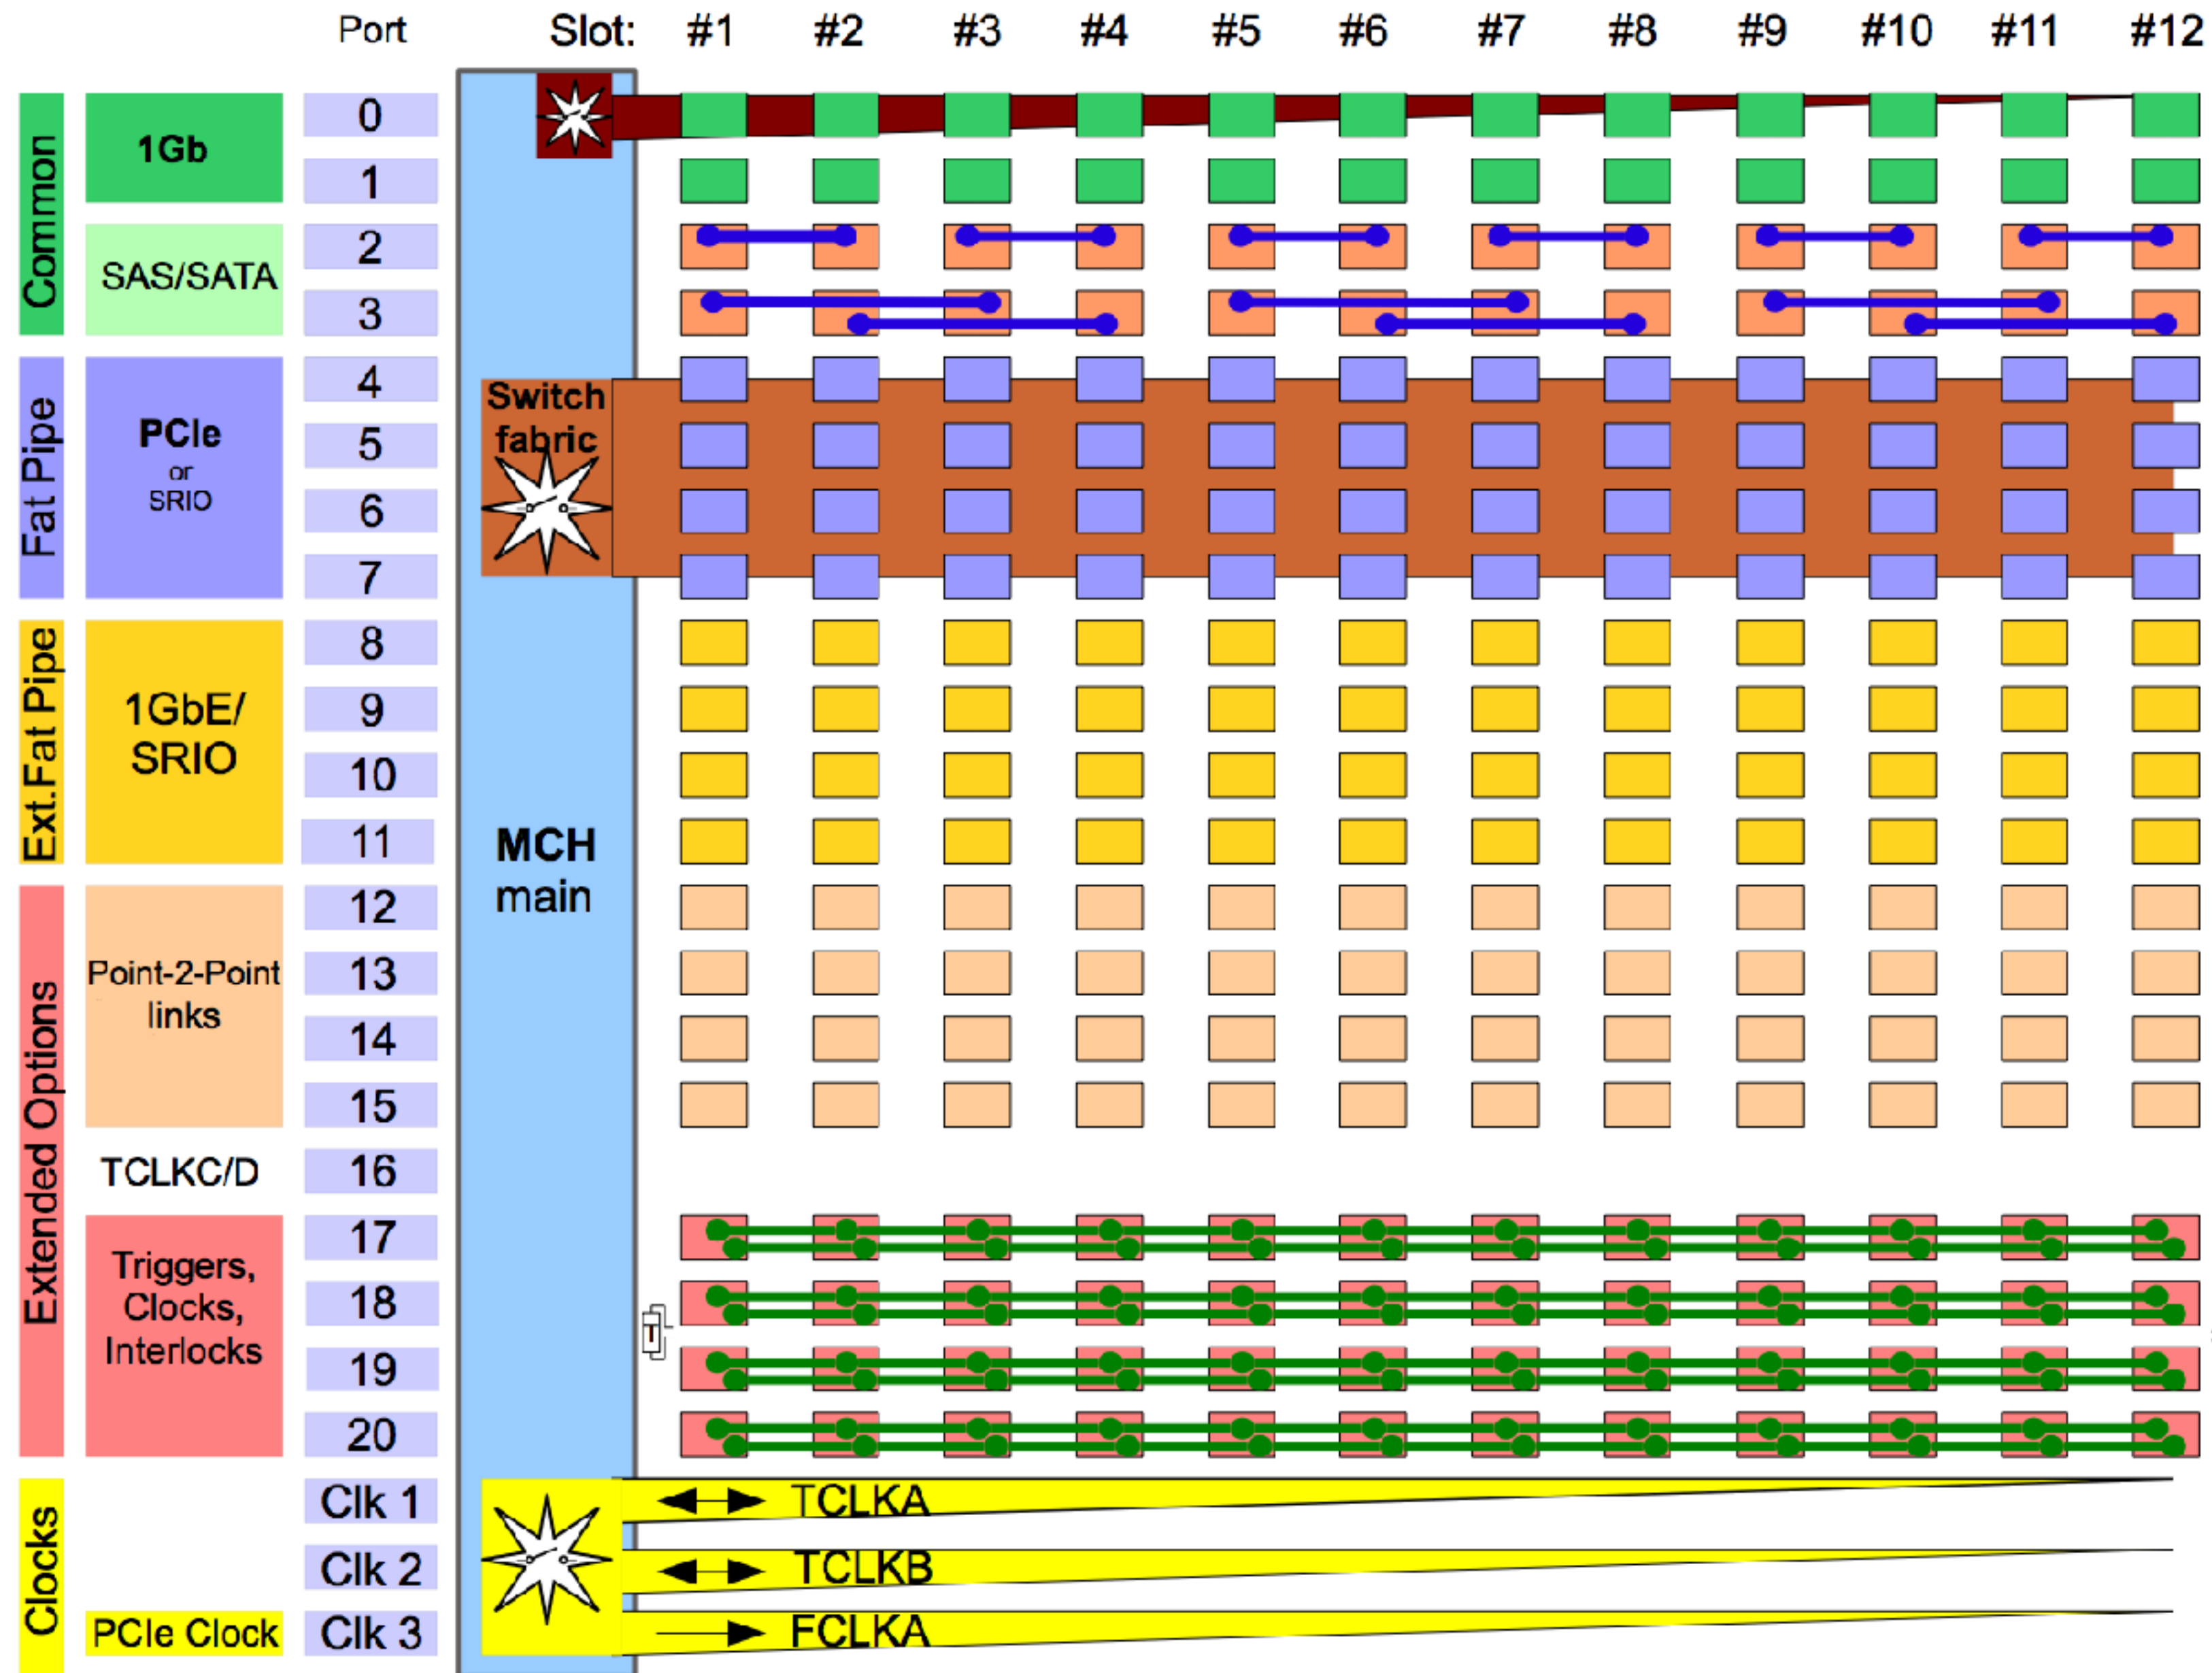 Port Slot: #1 #2 #3 #4 #5 #6 #7 #8 #9 #10 #11 #12
Common
1Gb
0
1
SAS/SATA
2
3
Fat Pipe
PCIe
or
SRIO
4
5
6
7
Switch
fabric
Ext.Fat Pipe
1GbE/
SRIO
8
9
10
11
MCH
main
Extended Options
Point-2-Point
links
12
13
14
15
TCLKC/D
16
Triggers,
Clocks,
Interlocks
17
18
19
20
T
Clocks
Clk 1
TCLKA
Clk 2
TCLKB
PCIe Clock
Clk 3
FCLKA